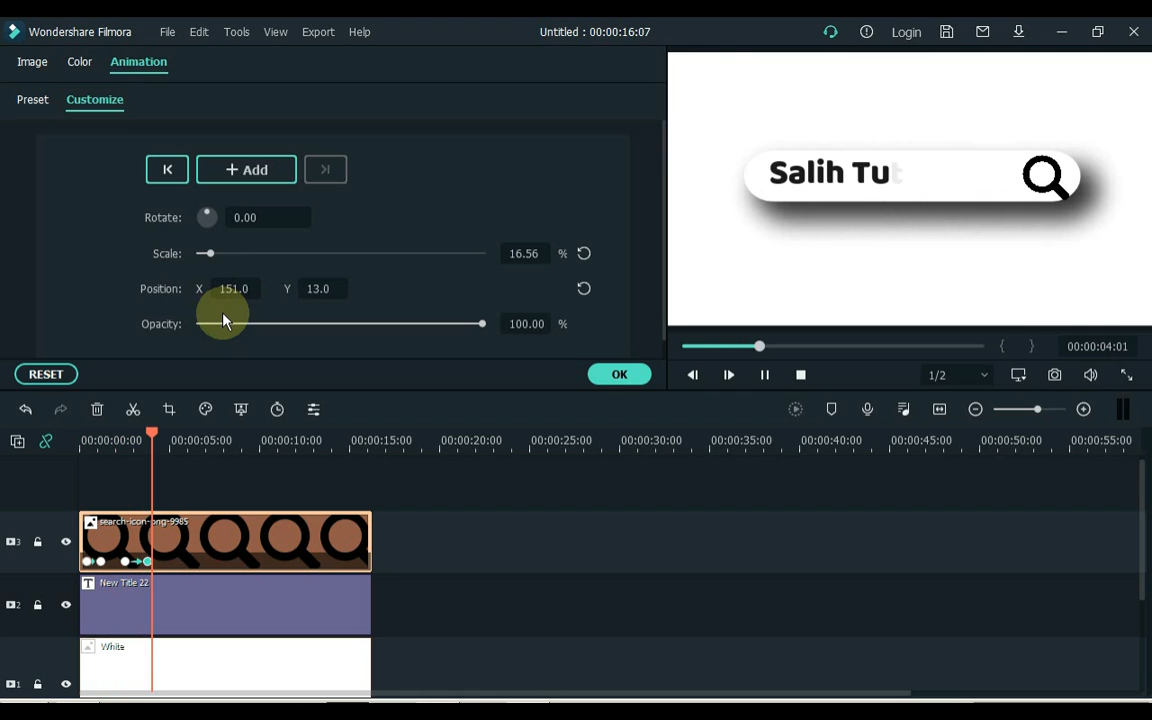 Wondershare Filmora File Edit Tools View Export Help Untitled : 00:00:16:07 Login
Image Color Animation
Preset Customize
+ Add
Rotate: 0.00
Scale: 16.56 %
Position: X 151.0 Y 13.0
Opacity: 100.00 %
Salih Tut
{ } 00:00:04:01
RESET OK
1/2
00:00:00:00 00:00:05:00 00:00:10:00 00:00:15:00 00:00:20:00 00:00:25:00 00:00:30:00 00:00:35:00 00:00:40:00 00:00:45:00 00:00:50:00 00:00:55:00
search-icon-png-9985
3
T New Title 22
2
White
1